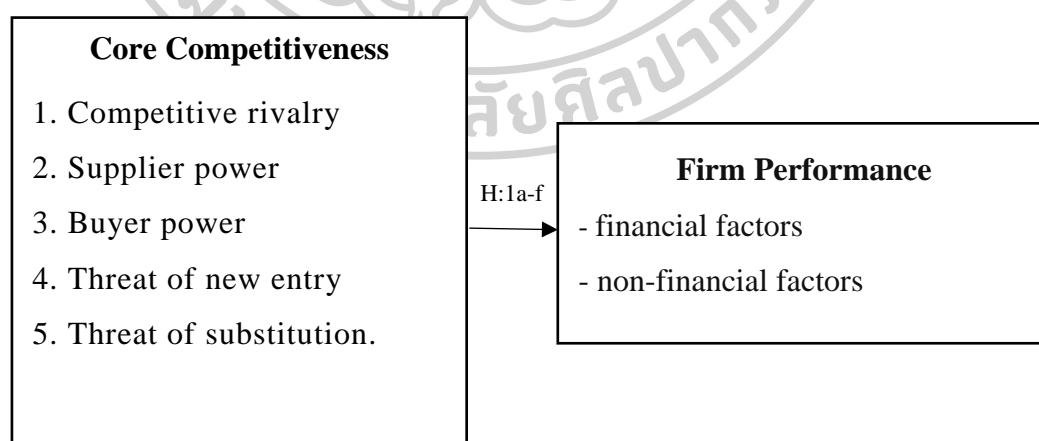 Core Competitiveness
1. Competitive rivalry
2. Supplier power
3. Buyer power
4. Threat of new entry
5. Threat of substitution.
H:1a-f
Firm Performance
- financial factors
- non-financial factors